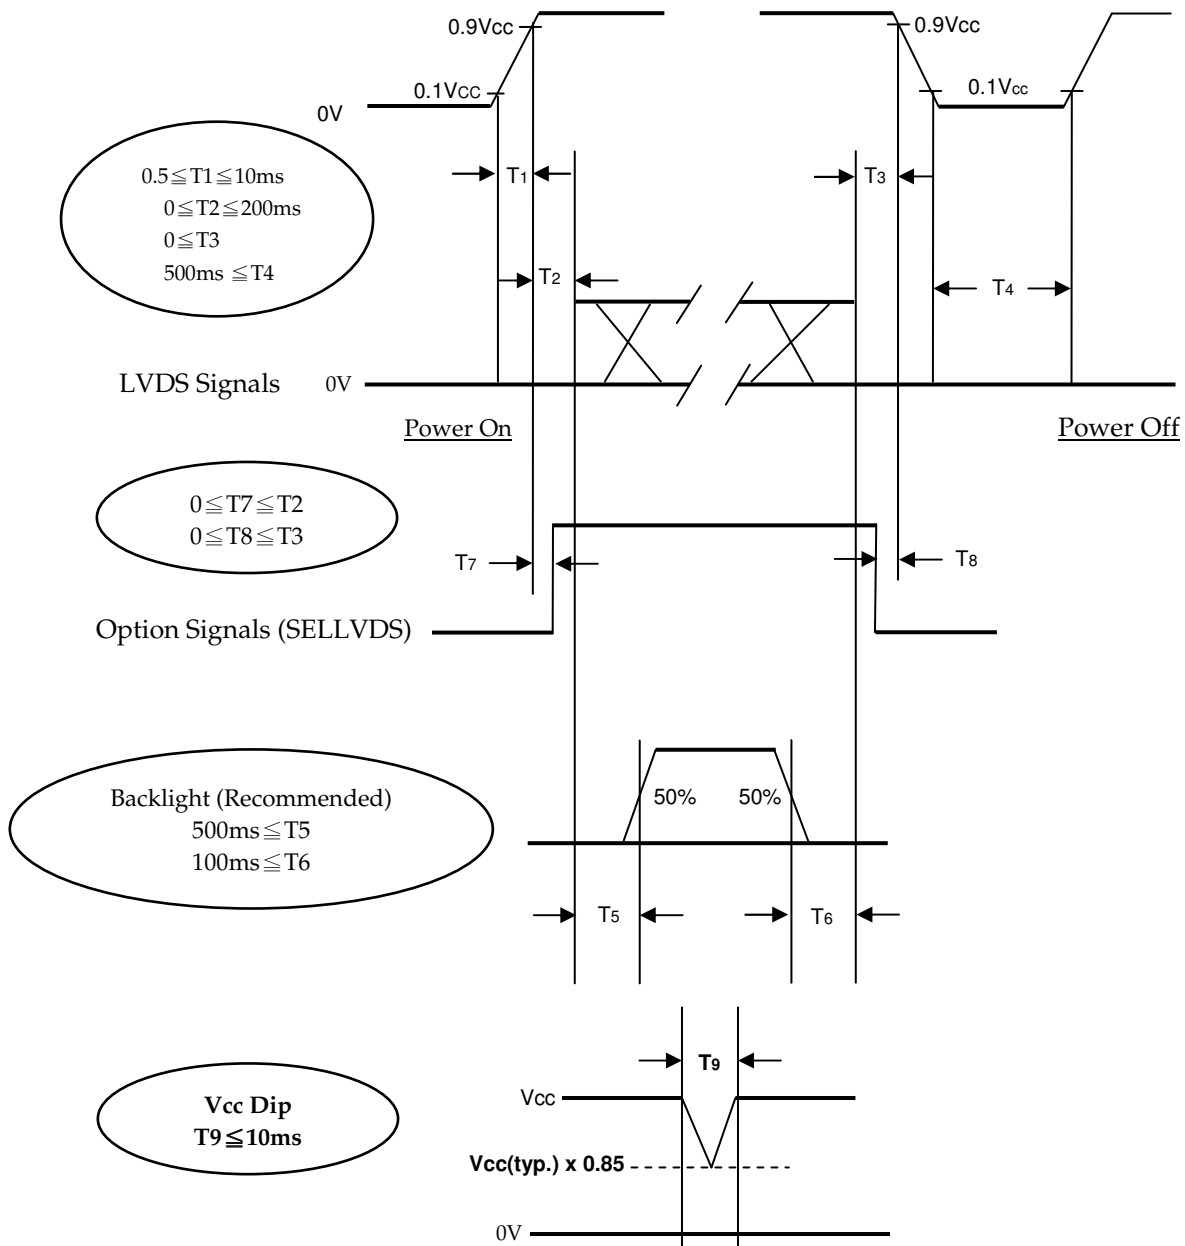 0.9Vcc
0.9Vcc
0.1Vcc
0.1Vcc
0V
0.5≦T1≦10ms
0≦T2≦200ms
0≦T3
500ms ≦T4
T1
T3
T2
T4
LVDS Signals
0V
Power On
Power Off
0≦T7≦T2
0≦T8≦T3
T7
T8
Option Signals (SELLVDS)
Backlight (Recommended)
500ms≦T5
100ms≦T6
50%
50%
T5
T6
T9
Vcc Dip
T9≦10ms
Vcc
Vcc(typ.) x 0.85
0V